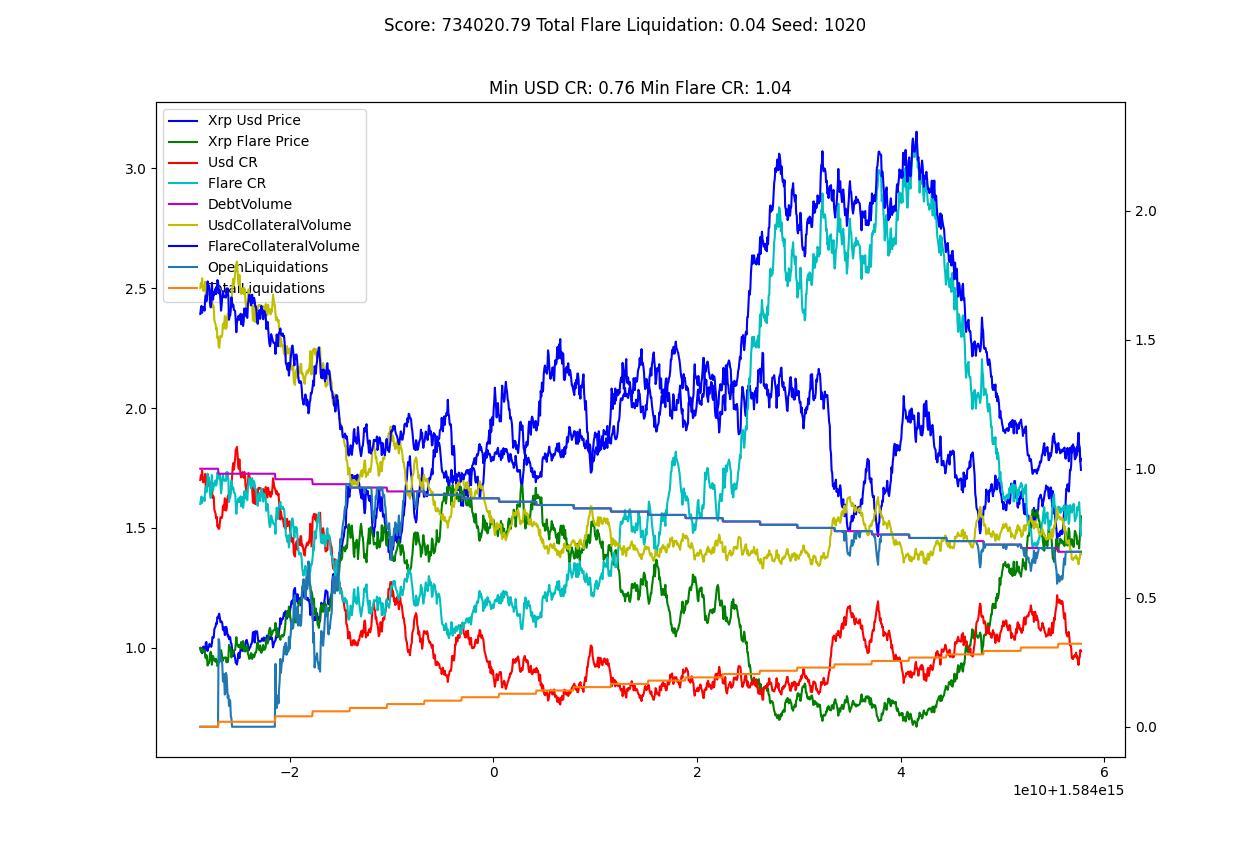 Score: 734020.79 Total Flare Liquidation: 0.04 Seed: 1020
Min USD CR: 0.76 Min Flare CR: 1.04
Xrp Usd Price
Xrp Flare Price
Usd CR
Flare CR
DebtVolume
UsdCollateralVolume
FlareCollateralVolume
OpenLiquidations
TotalLiquidations
3.0
2.5
2.0
1.5
1.0
2.0
1.5
1.0
0.5
0.0
−2
0
2
4
6
1e10+1.584e15